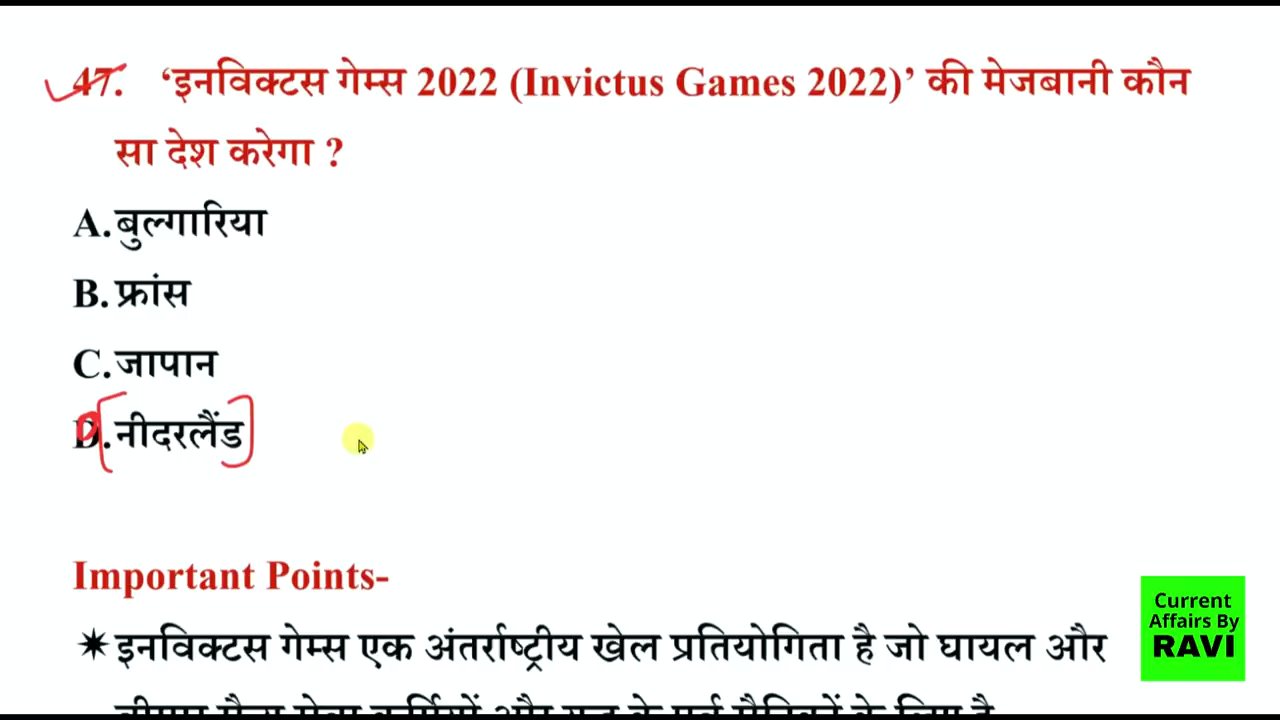 47. ‘इनविक्टस गेम्स 2022 (Invictus Games 2022)’ की मेजबानी कौन
सा देश करेगा ?
A. बुल्गारिया
B. फ्रांस
C. जापान
D. नीदरलैंड
Important Points-
✶ इनविक्टस गेम्स एक अंतर्राष्ट्रीय खेल प्रतियोगिता है जो घायल और
के लिए है
Current
Affairs By
RAVI